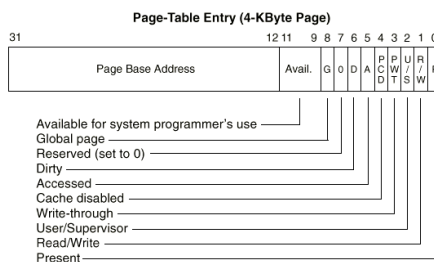 Page-Table Entry (4-KByte Page)
31 12 11 9 8 7 6 5 4 3 2 1
Page Base Address Avail. G 0 D A PCD PWT U/S R/W
Available for system programmer's use
Global page
Reserved (set to 0)
Dirty
Accessed
Cache disabled
Write-through
User/Supervisor
Read/Write
Present